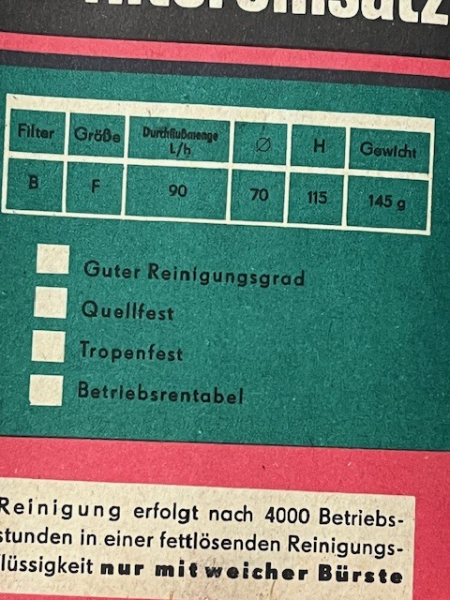 Filtereinsatz
Filter Größe Durchflußmenge L/h ∅ H Gewicht
B F 90 70 115 145 g
Guter Reinigungsgrad
Quellfest
Tropenfest
Betriebsrentabel
Reinigung erfolgt nach 4000 Betriebs-
stunden in einer fettlösenden Reinigungs-
flüssigkeit nur mit weicher Bürste